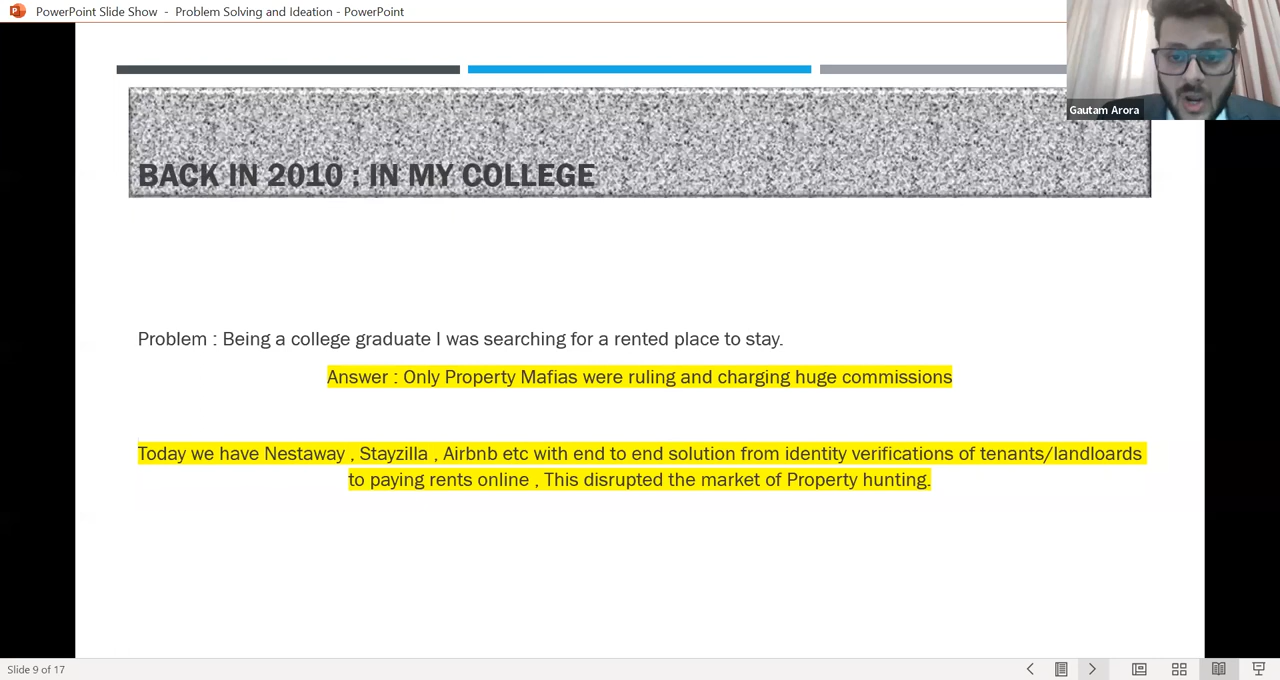 PowerPoint Slide Show - Problem Solving and Ideation - PowerPoint
Gautam Arora
BACK IN 2010 : IN MY COLLEGE
Problem : Being a college graduate I was searching for a rented place to stay.
Answer : Only Property Mafias were ruling and charging huge commissions
Today we have Nestaway , Stayzilla , Airbnb etc with end to end solution from identity verifications of tenants/landloards
to paying rents online , This disrupted the market of Property hunting.
Slide 9 of 17